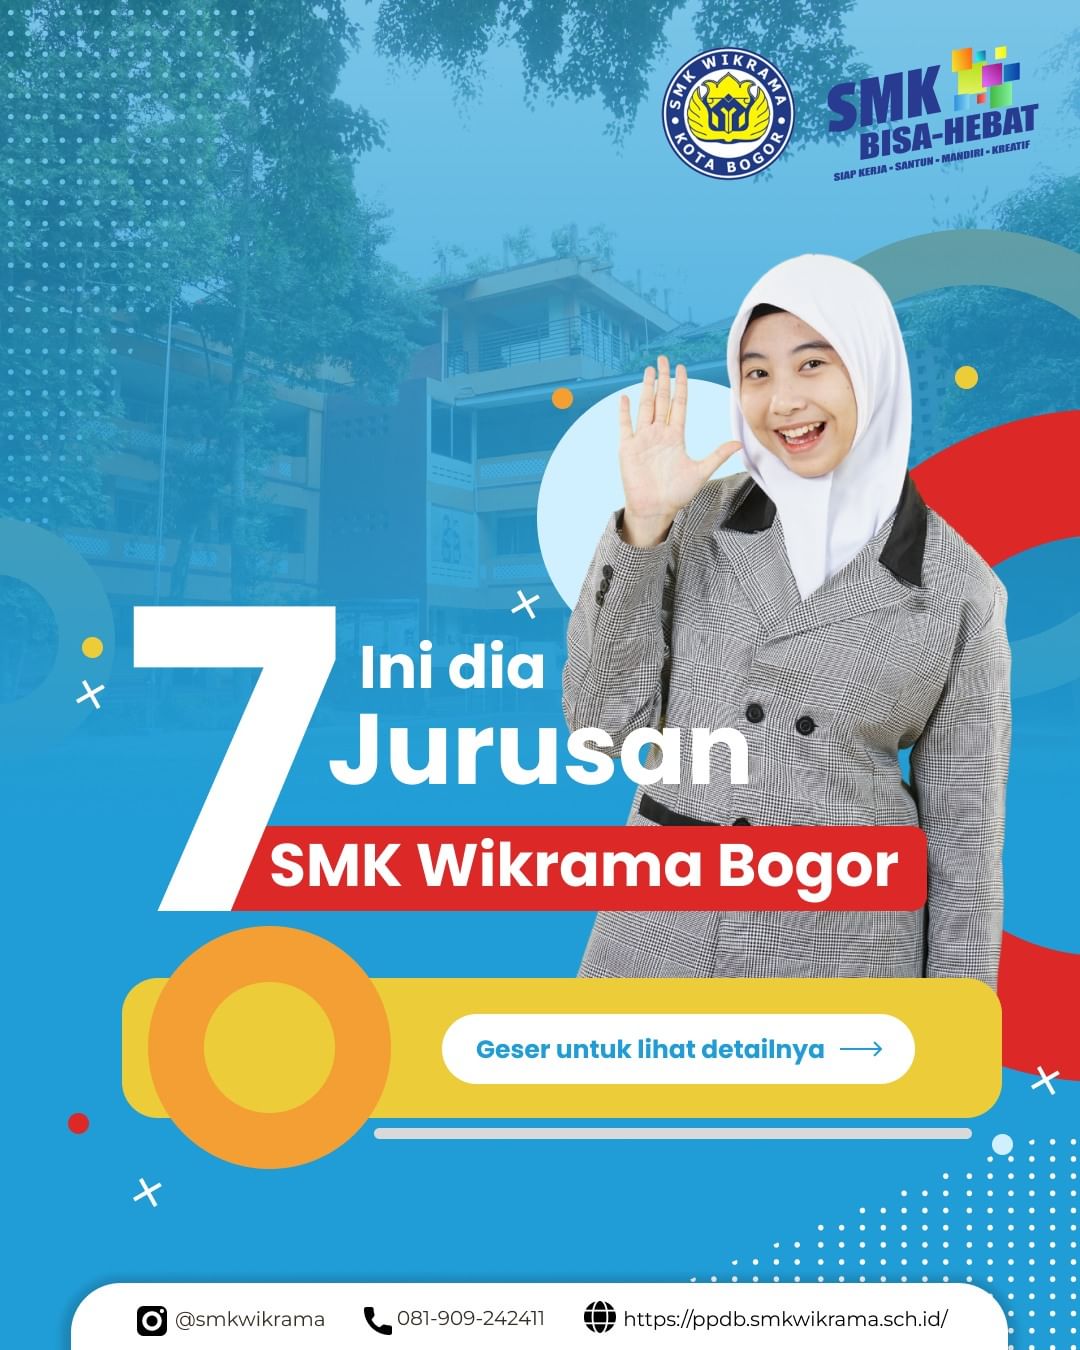 SMK WIKRAMA
KOTA BOGOR
SMK
BISA-HEBAT
SIAP KERJA • SANTUN • MANDIRI • KREATIF
7
Ini dia
Jurusan
SMK Wikrama Bogor
Geser untuk lihat detailnya
@smkwikrama
081-909-242411
https://ppdb.smkwikrama.sch.id/